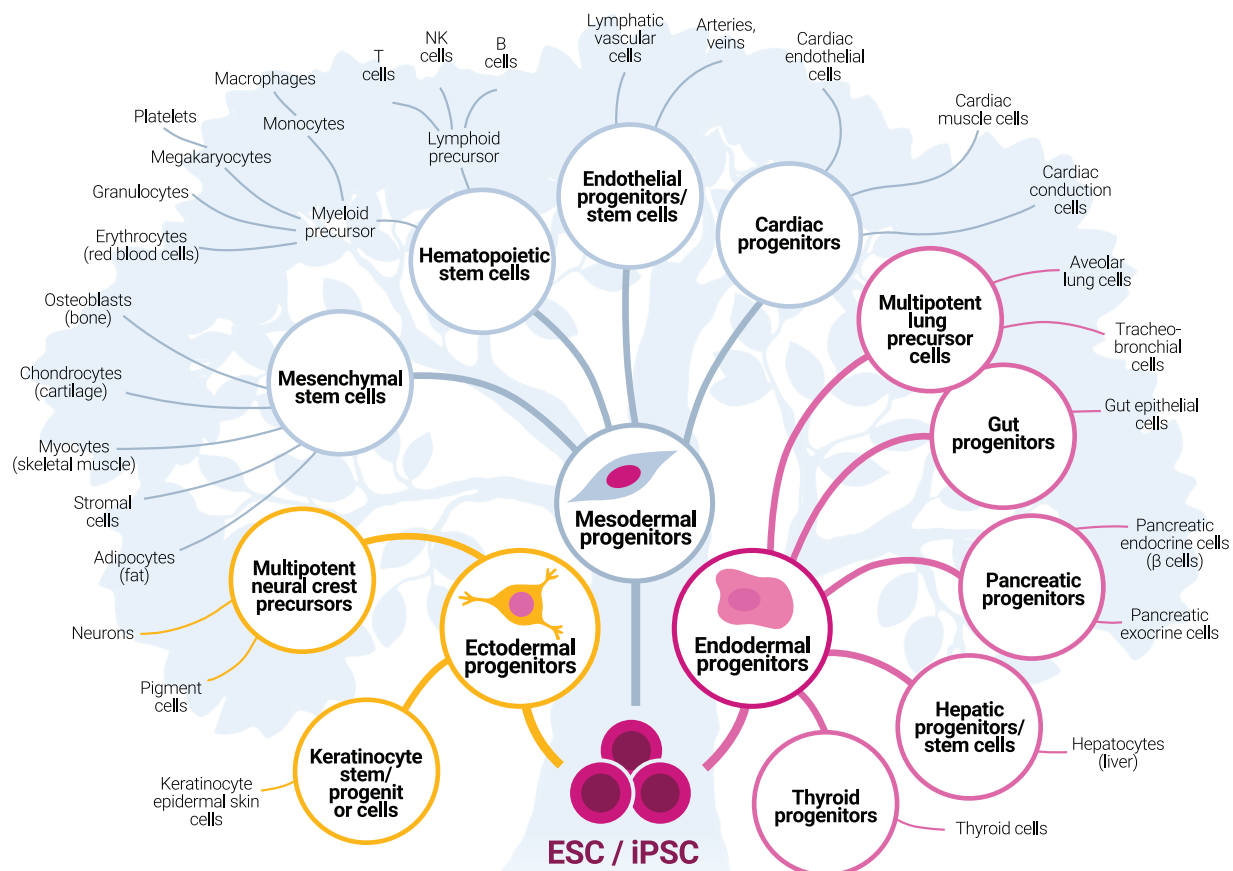 Lymphatic
vascular
cells
Arteries,
veins
Cardiac
endothelial
cells
T
cells
NK
cells
B
cells
Macrophages
Monocytes
Platelets
Megakaryocytes
Granulocytes
Erythrocytes
(red blood cells)
Myeloid
precursor
Lymphoid
precursor
Cardiac
muscle cells
Cardiac
conduction
cells
Hematopoietic
stem cells
Endothelial
progenitors/
stem cells
Cardiac
progenitors
Osteoblasts
(bone)
Chondrocytes
(cartilage)
Myocytes
(skeletal muscle)
Stromal
cells
Adipocytes
(fat)
Mesenchymal
stem cells
Multipotent
lung
precursor
cells
Aveolar
lung cells
Tracheo-
bronchial
cells
Gut
progenitors
Gut epithelial
cells
Mesodermal
progenitors
Multipotent
neural crest
precursors
Neurons
Pigment
cells
Ectodermal
progenitors
Endodermal
progenitors
Pancreatic
progenitors
Pancreatic
endocrine cells
(β cells)
Pancreatic
exocrine cells
Keratinocyte
stem/
progenit
or cells
Keratinocyte
epidermal skin
cells
Hepatic
progenitors/
stem cells
Hepatocytes
(liver)
Thyroid
progenitors
Thyroid cells
ESC / iPSC